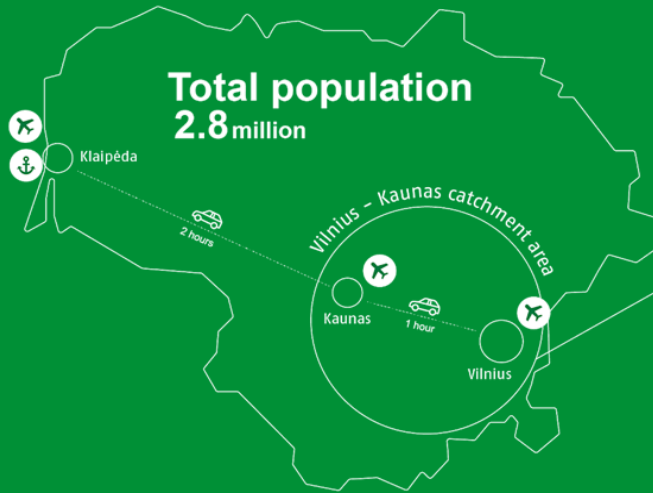 Total population
2.8 million
Klaipėda
2 hours
Vilnius – Kaunas catchment area
Kaunas
1 hour
Vilnius